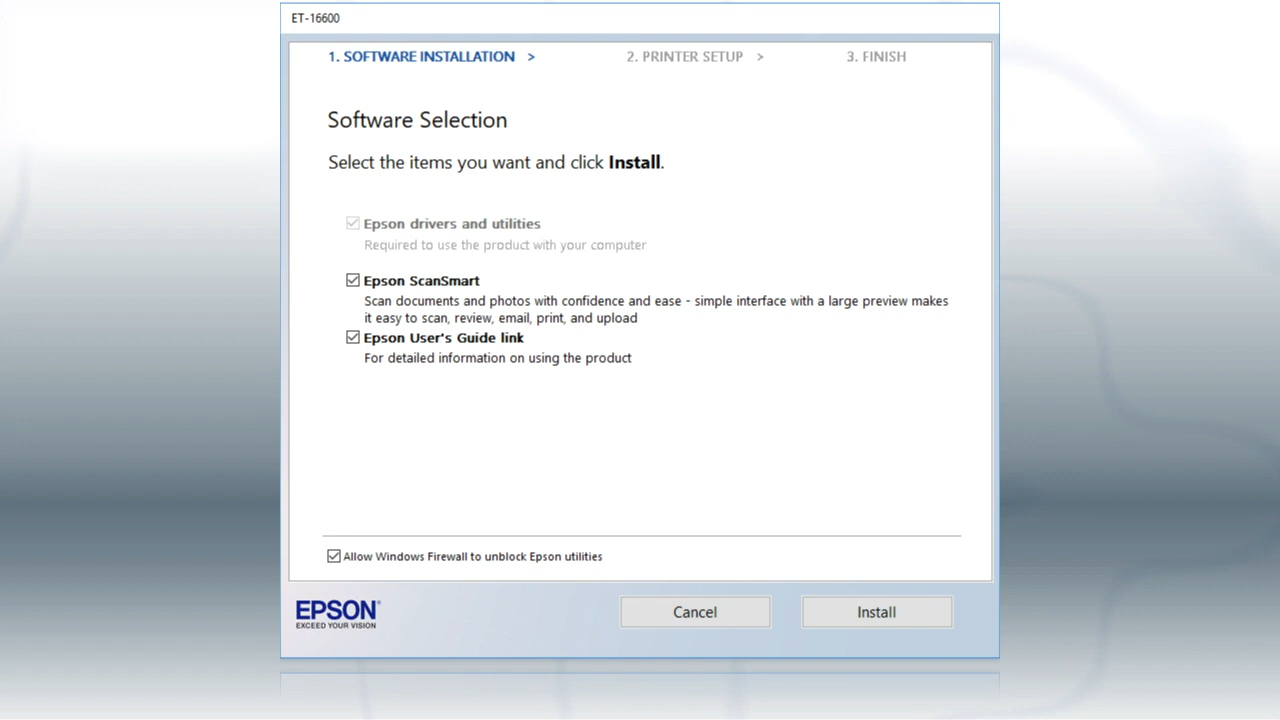 ET-16600
1. SOFTWARE INSTALLATION > 2. PRINTER SETUP > 3. FINISH
Software Selection
Select the items you want and click Install.
Epson drivers and utilities
Required to use the product with your computer
Epson ScanSmart
Scan documents and photos with confidence and ease - simple interface with a large preview makes
it easy to scan, review, email, print, and upload
Epson User's Guide link
For detailed information on using the product
Allow Windows Firewall to unblock Epson utilities
EPSON®
EXCEED YOUR VISION
Cancel Install